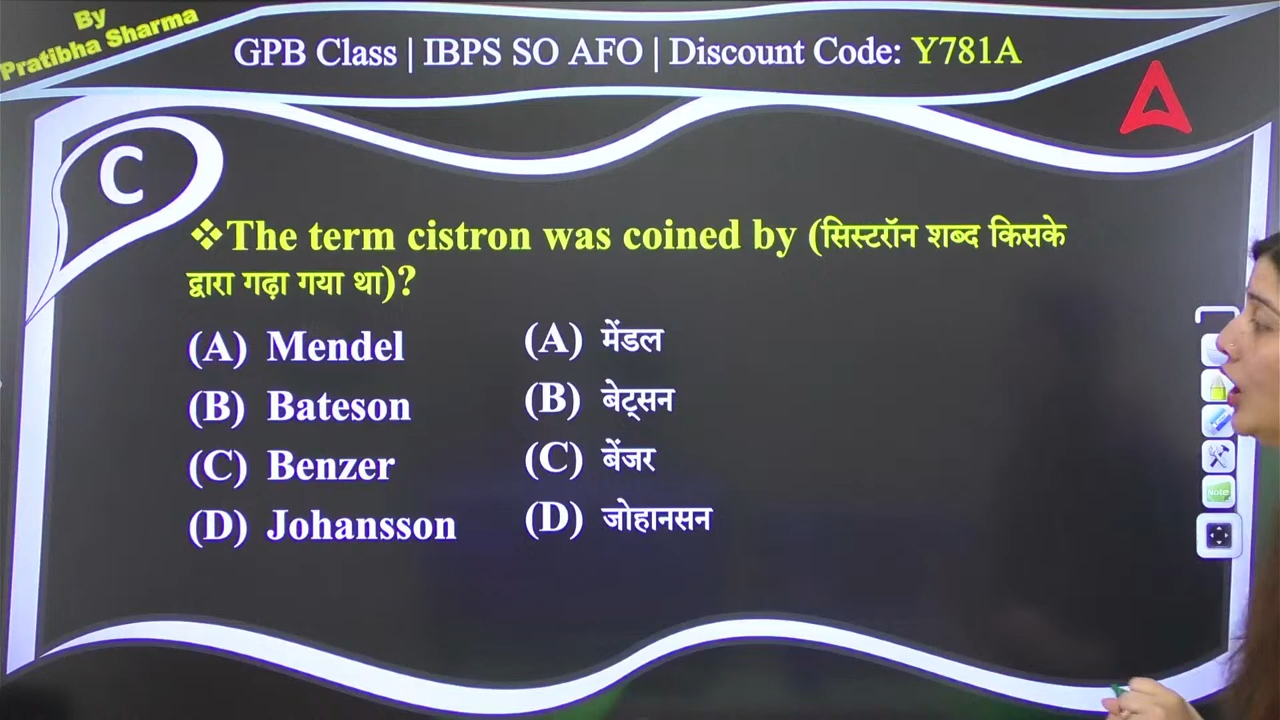 By
Pratibha Sharma
GPB Class | IBPS SO AFO | Discount Code: Y781A
C
❖The term cistron was coined by (सिस्टरॉन शब्द किसके
द्वारा गढ़ा गया था)?
(A) Mendel (A) मेंडल
(B) Bateson (B) बेट्सन
(C) Benzer (C) बेंजर
(D) Johansson (D) जोहानसन
Note